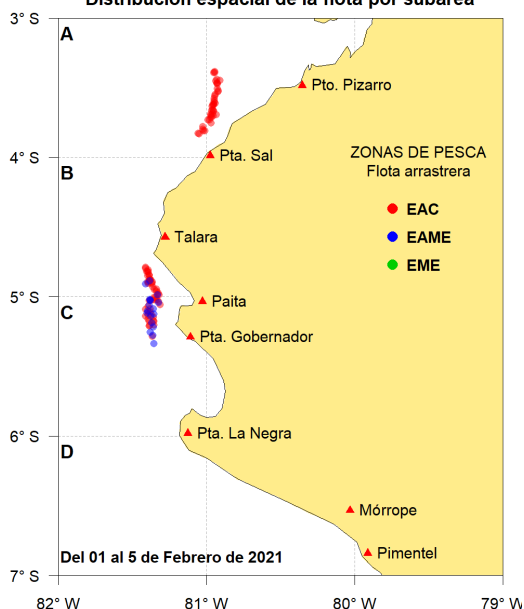 Distribución espacial de la flota por subárea
3° S
A
Pto. Pizarro
4° S
Pta. Sal
ZONAS DE PESCA
B
Flota arrastrera
EAC
Talara
EAME
EME
5° S
Paita
C
Pta. Gobernador
6° S
Pta. La Negra
D
Mórrope
Del 01 al 5 de Febrero de 2021
Pimentel
7° S
82° W 81° W 80° W 79° W